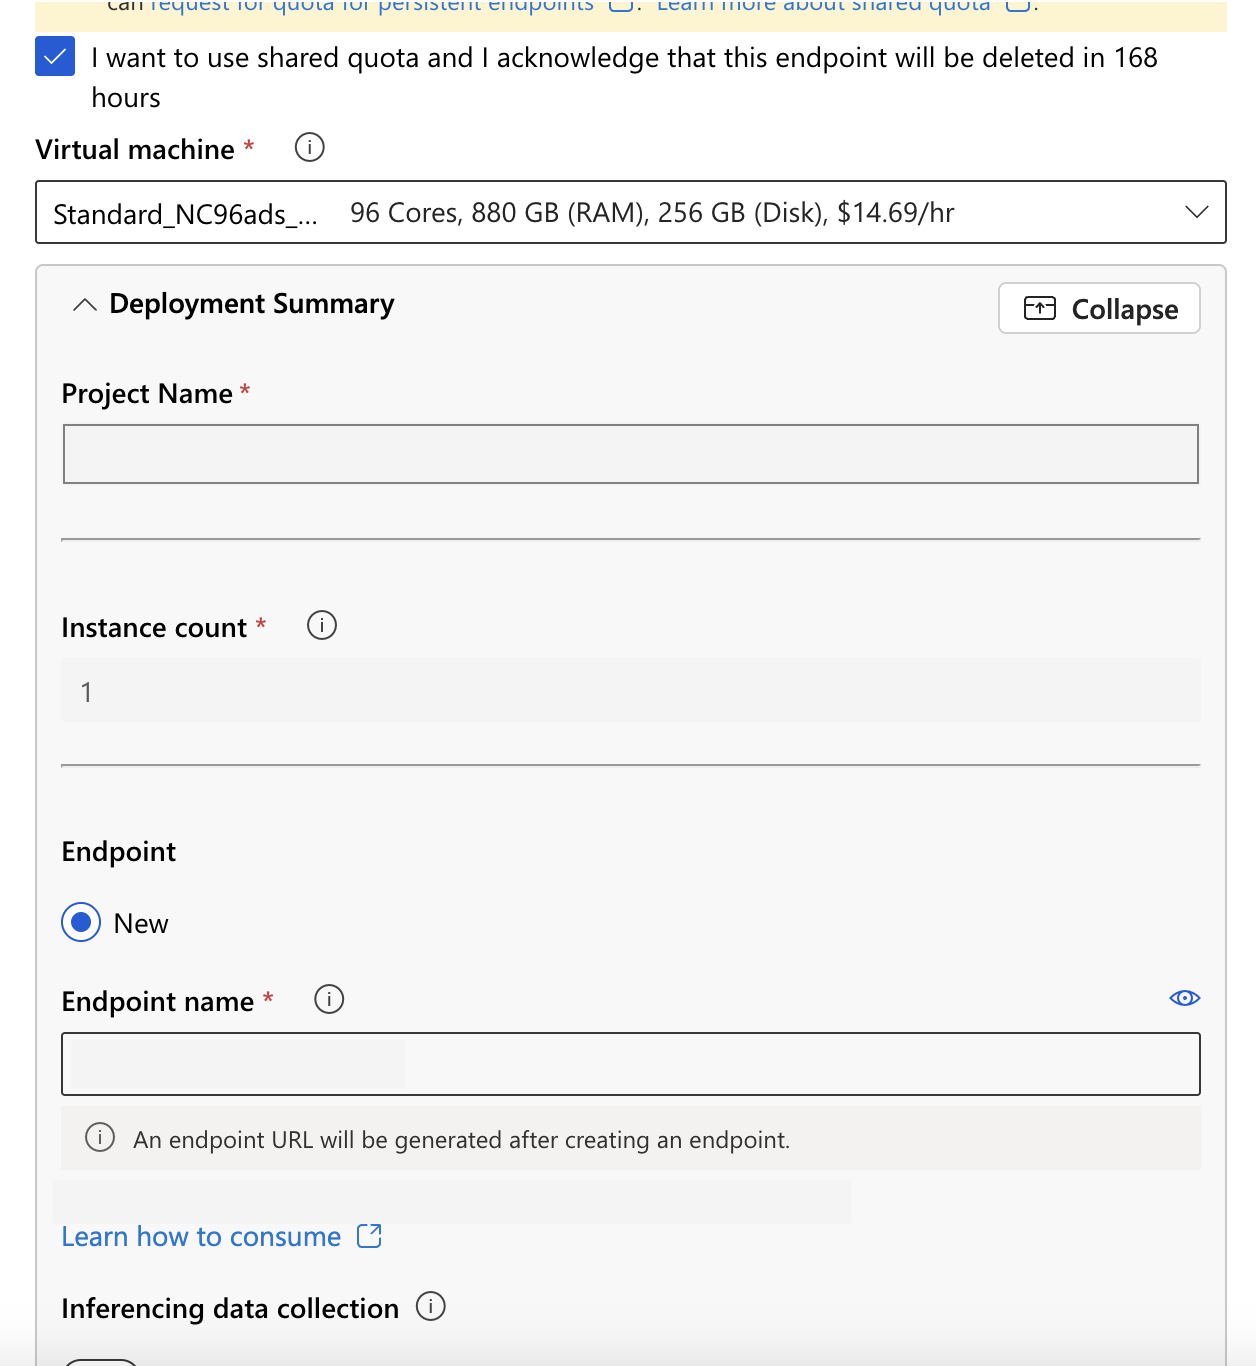 can request for quota for persistent endpoints. Learn more about shared quota.
I want to use shared quota and I acknowledge that this endpoint will be deleted in 168
hours
Virtual machine *
Standard_NC96ads_... 96 Cores, 880 GB (RAM), 256 GB (Disk), $14.69/hr
Deployment Summary
Collapse
Project Name *
Instance count *
1
Endpoint
New
Endpoint name *
An endpoint URL will be generated after creating an endpoint.
Learn how to consume
Inferencing data collection